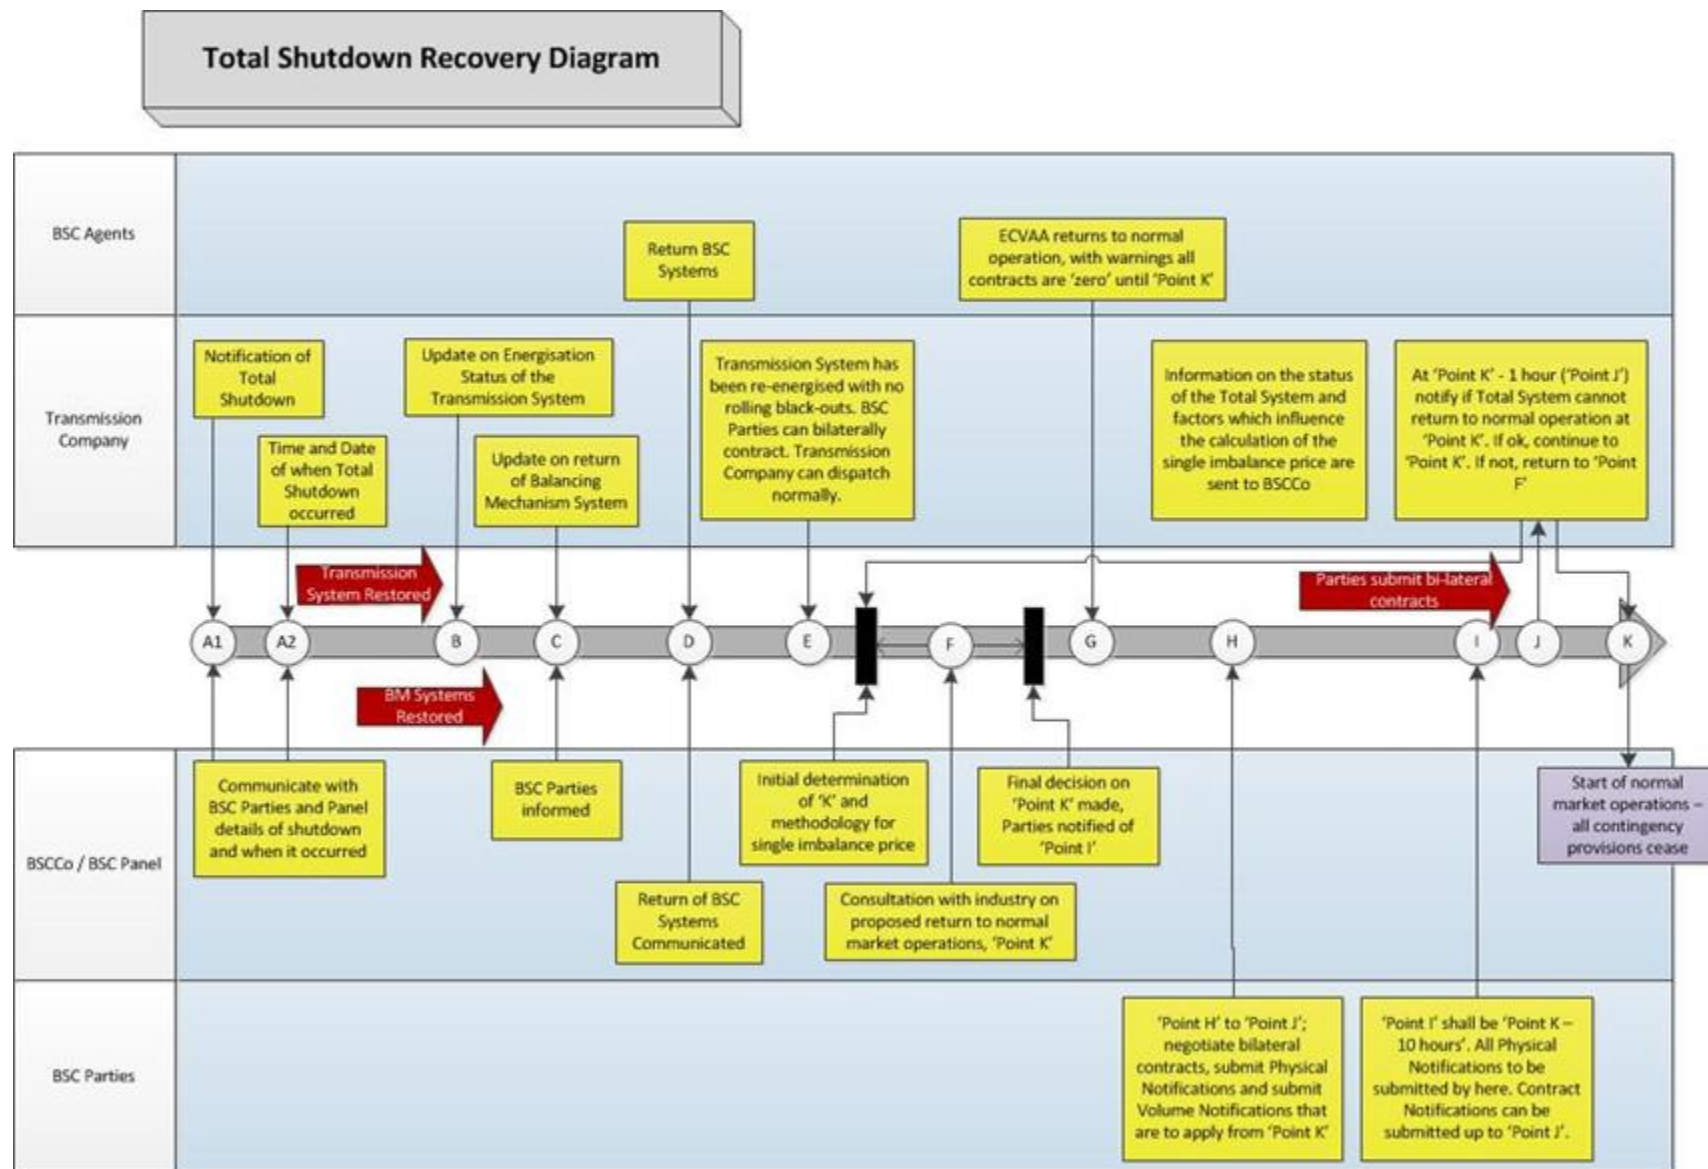 Total Shutdown Recovery Diagram
BSC Agents
Return BSC
Systems
ECVAA returns to normal
operation, with warnings all
contracts are 'zero' until 'Point K'
Transmission
Company
Notification of
Total
Shutdown
Time and Date
of when Total
Shutdown
occurred
Update on Energisation
Status of the
Transmission System
Update on return
of Balancing
Mechanism System
Transmission System has
been re-energised with no
rolling black-outs. BSC
Parties can bilaterally
contract. Transmission
Company can dispatch
normally.
Information on the status
of the Total System and
factors which influence
the calculation of the
single imbalance price are
sent to BSCCo
At 'Point K' - 1 hour ('Point J')
notify if Total System cannot
return to normal operation at
'Point K'. If ok, continue to
'Point K'. If not, return to 'Point
F'
Transmission
System Restored
Parties submit bi-lateral
contracts
A1
A2
B
C
D
E
F
G
H
I
J
K
BM Systems
Restored
BSCCo / BSC Panel
Communicate with
BSC Parties and Panel
details of shutdown
and when it occurred
BSC Parties
informed
Return of BSC
Systems
Communicated
Initial determination
of 'K' and
methodology for
single imbalance price
Consultation with industry on
proposed return to normal
market operations, 'Point K'
Final decision on
'Point K' made,
Parties notified of
'Point I'
Start of normal
market operations –
all contingency
provisions cease
BSC Parties
'Point H' to 'Point J';
negotiate bilateral
contracts, submit Physical
Notifications and submit
Volume Notifications that
are to apply from 'Point K'
'Point I' shall be 'Point K –
10 hours'. All Physical
Notifications to be
submitted by here. Contract
Notifications can be
submitted up to 'Point J'.